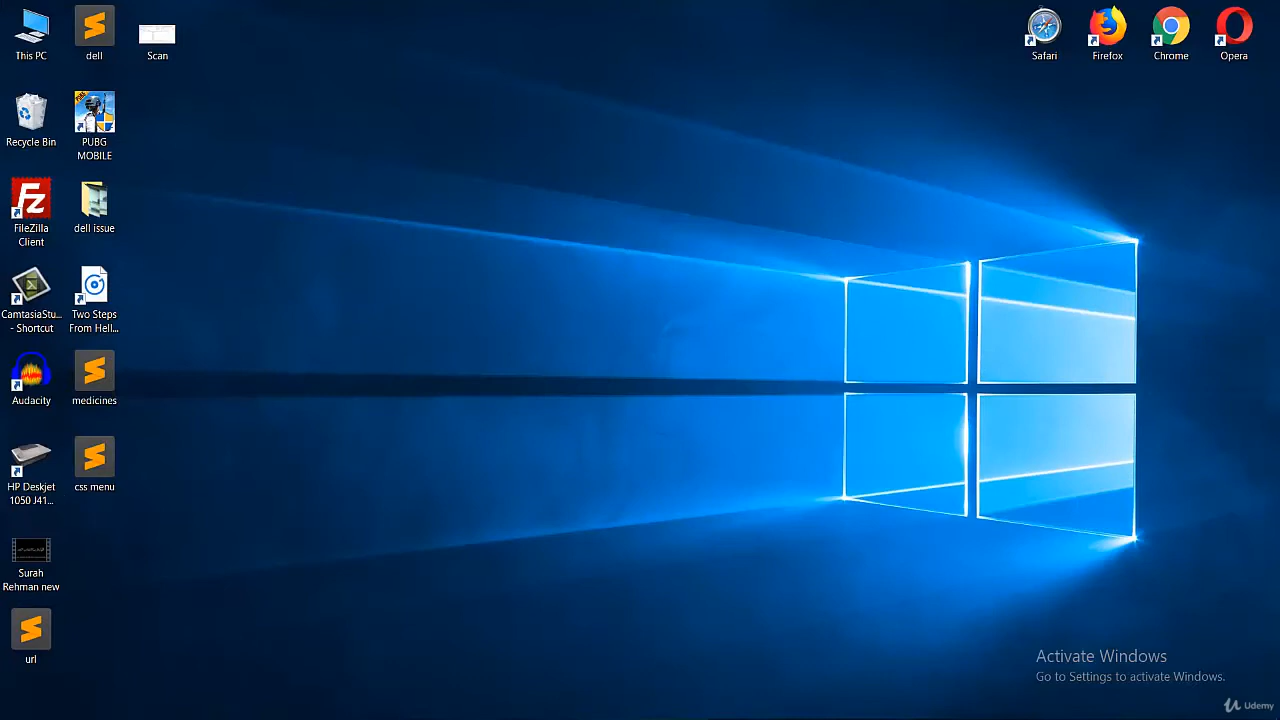 This PC
dell
Scan
Safari
Firefox
Chrome
Opera
Recycle Bin
PUBG
MOBILE
FileZilla
Client
dell issue
CamtasiaStu...
- Shortcut
Two Steps
From Hell...
Audacity
medicines
HP Deskjet
1050 J41...
css menu
Surah
Rehman new
url
Activate Windows
Go to Settings to activate Windows.
Udemy